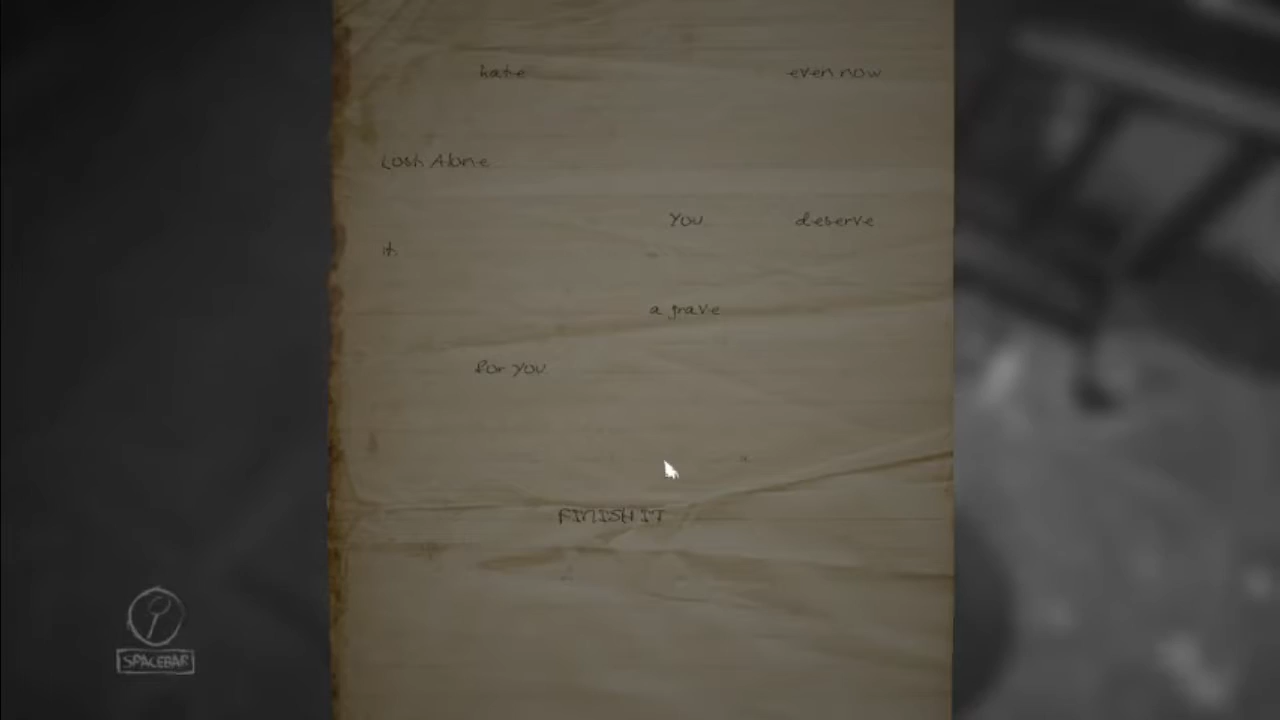 hate even now
Lost Alone
You deserve
it
a grave
for you
FINISH IT
SPACEBAR